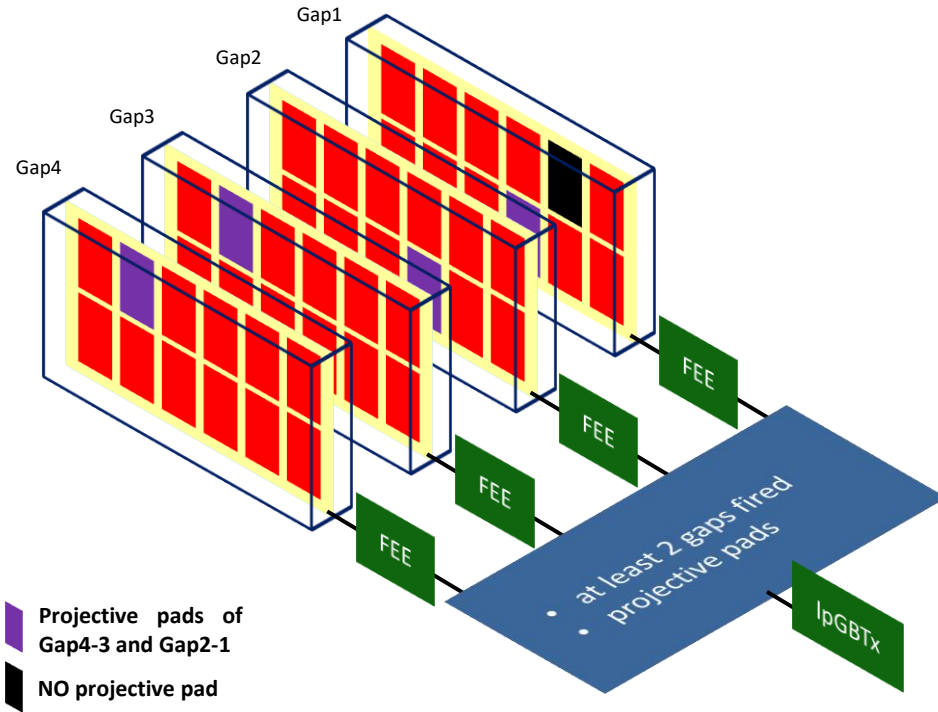 Gap1
Gap2
Gap3
Gap4
FEE
FEE
FEE
FEE
• at least 2 gaps fired
• projective pads
lpGBTx
Projective pads of
Gap4-3 and Gap2-1
NO projective pad